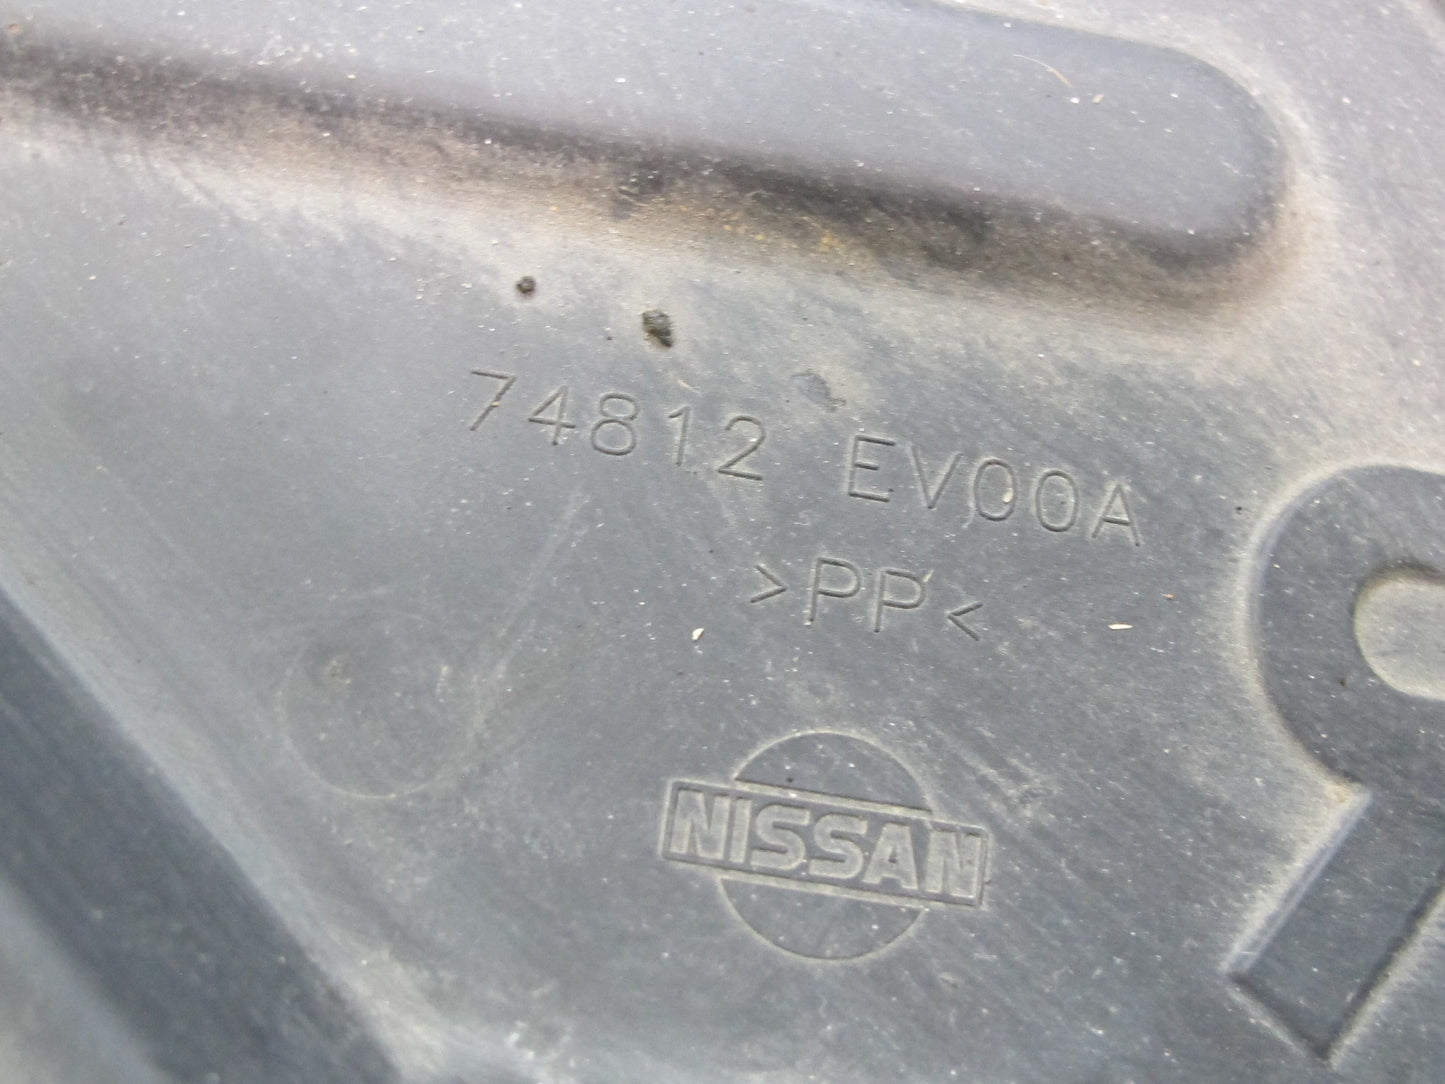 74812 EV00A
>PP<
NISSAN